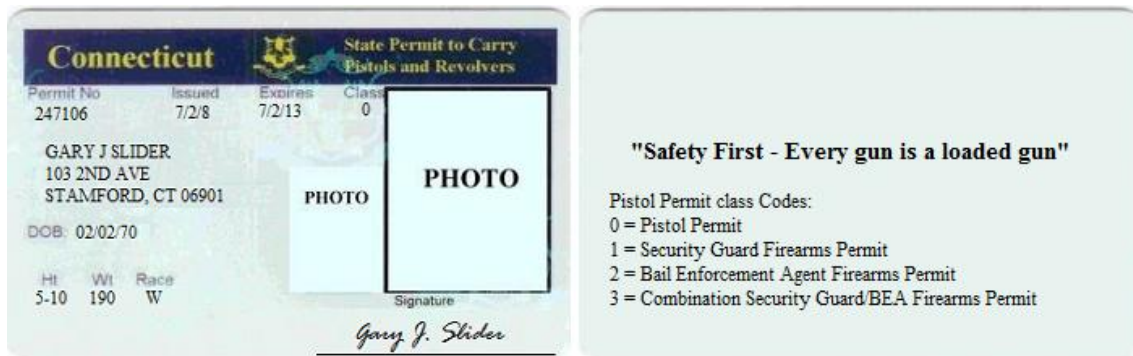 Connecticut
State Permit to Carry
Pistols and Revolvers
Permit No Issued Expires Class
247106 7/2/8 7/2/13 0
GARY J SLIDER
103 2ND AVE
STAMFORD, CT 06901
DOB: 02/02/70
Ht Wt Race
5-10 190 W
PHOTO
PHOTO
Signature
Gary J. Slider
"Safety First - Every gun is a loaded gun"
Pistol Permit class Codes:
0 = Pistol Permit
1 = Security Guard Firearms Permit
2 = Bail Enforcement Agent Firearms Permit
3 = Combination Security Guard/BEA Firearms Permit